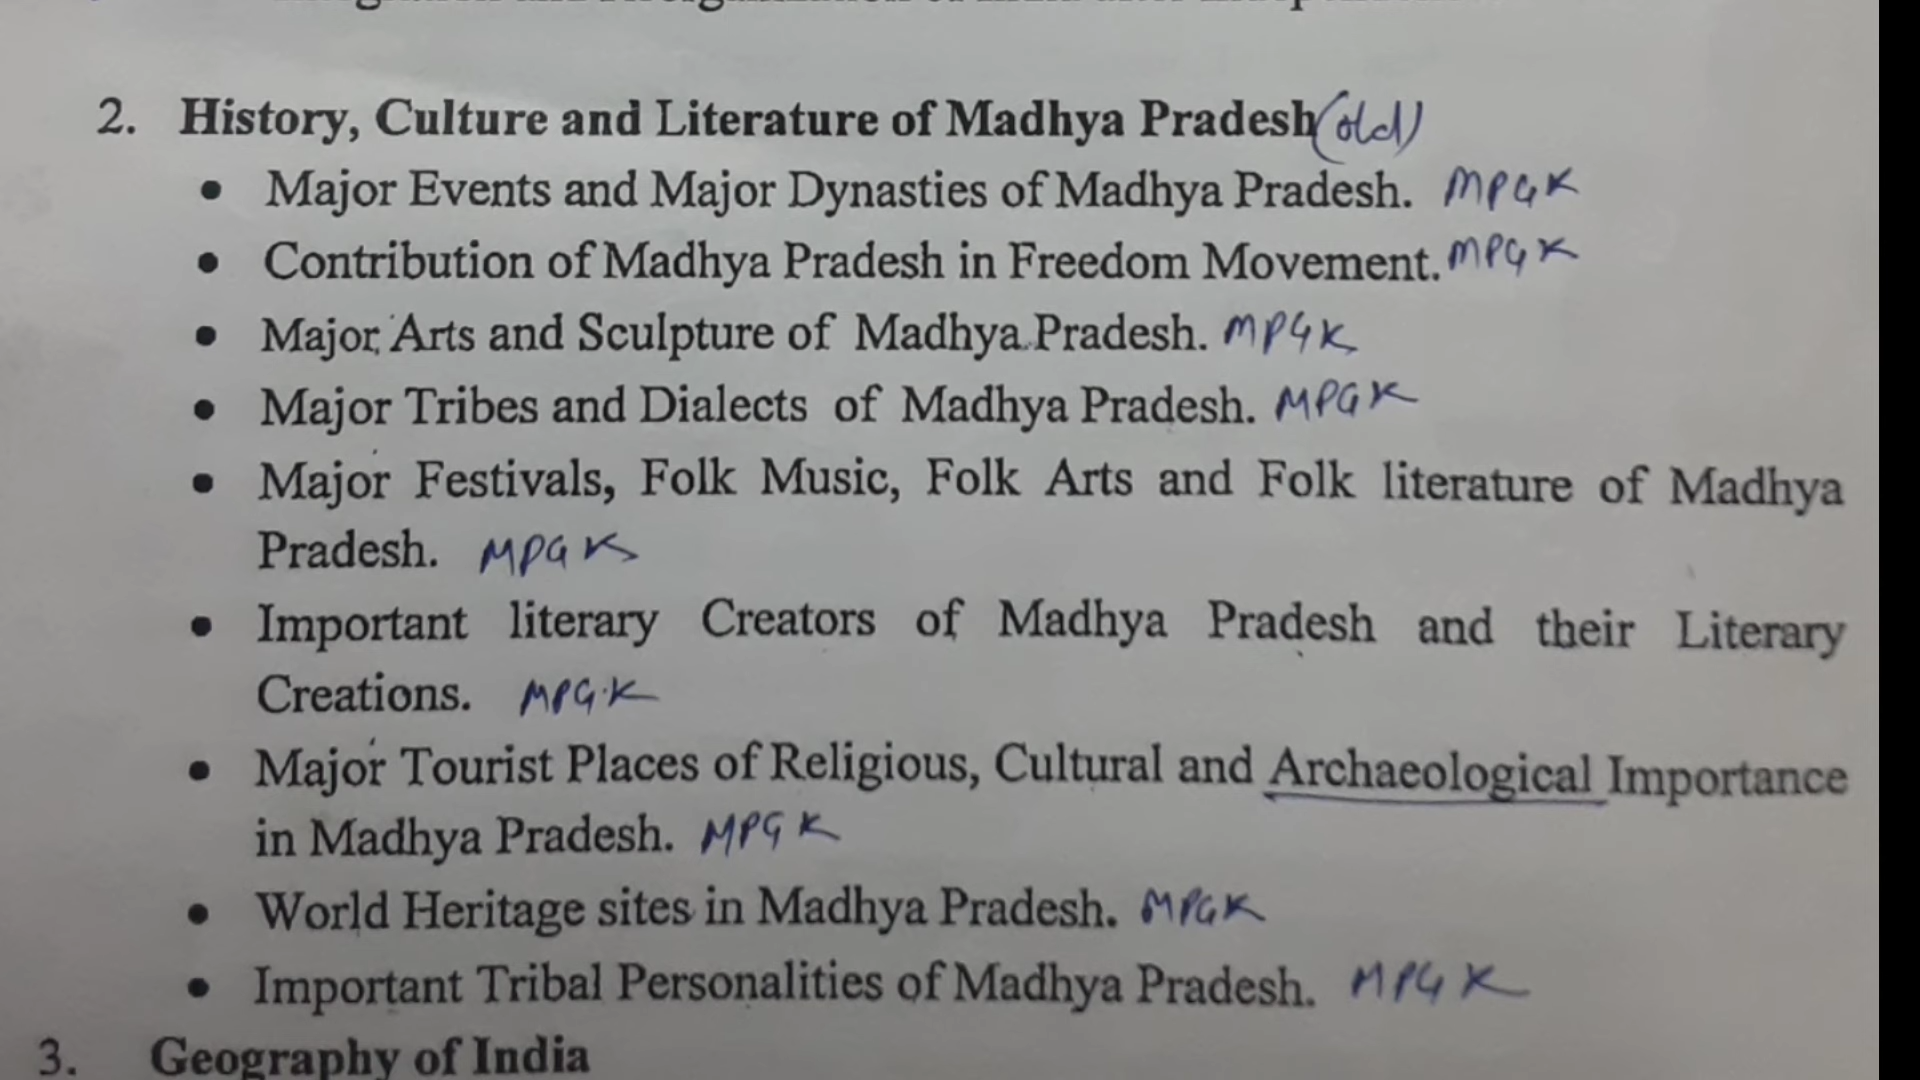 2. History, Culture and Literature of Madhya Pradesh (old)
• Major Events and Major Dynasties of Madhya Pradesh. MPGK
• Contribution of Madhya Pradesh in Freedom Movement. MPGK
• Major Arts and Sculpture of Madhya Pradesh. MPGK
• Major Tribes and Dialects of Madhya Pradesh. MPGK
• Major Festivals, Folk Music, Folk Arts and Folk literature of Madhya
Pradesh. MPGK
• Important literary Creators of Madhya Pradesh and their Literary
Creations. MPG.K
• Major Tourist Places of Religious, Cultural and Archaeological Importance
in Madhya Pradesh. MPGK
• World Heritage sites in Madhya Pradesh. MPGK
• Important Tribal Personalities of Madhya Pradesh. MPGK
3. Geography of India